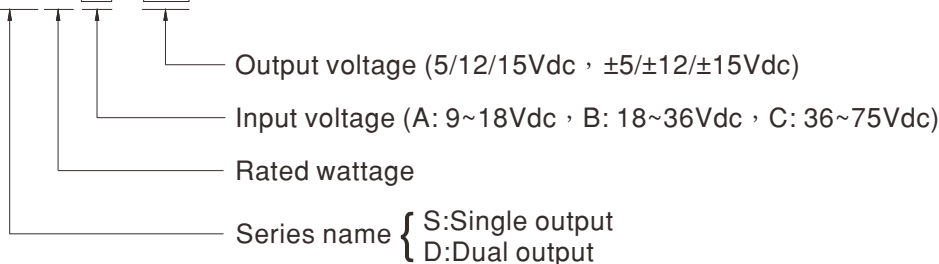 Output voltage (5/12/15Vdc，±5/±12/±15Vdc)
Input voltage (A: 9~18Vdc，B: 18~36Vdc，C: 36~75Vdc)
Rated wattage
Series name { S:Single output
D:Dual output